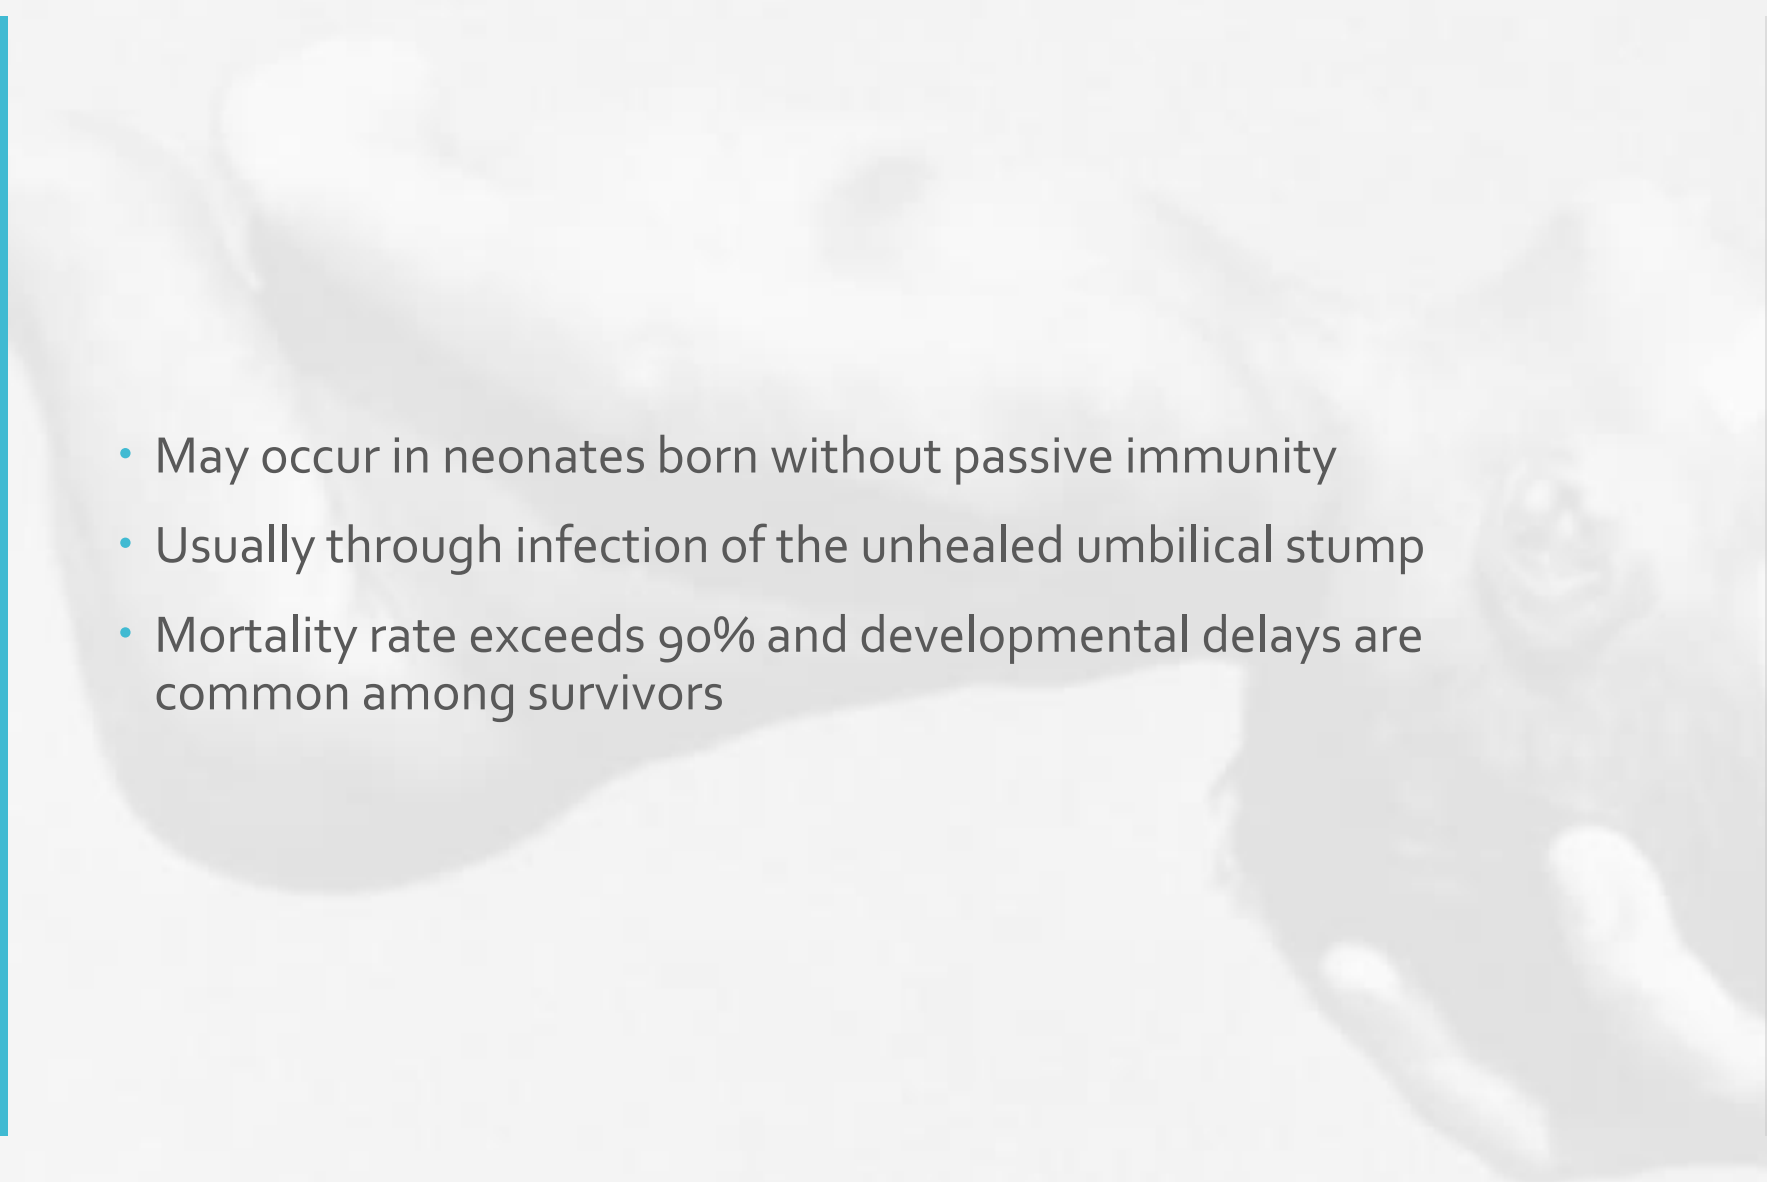 • May occur in neonates born without passive immunity
• Usually through infection of the unhealed umbilical stump
• Mortality rate exceeds 90% and developmental delays are
common among survivors